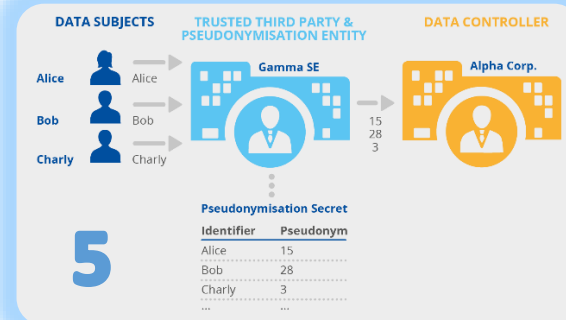 DATA SUBJECTS
TRUSTED THIRD PARTY &
PSEUDONYMISATION ENTITY
DATA CONTROLLER
Gamma SE
Alpha Corp.
Alice
Alice
Bob
Bob
Charly
Charly
15
28
3
Pseudonymisation Secret
Identifier Pseudonym
Alice 15
Bob 28
Charly 3
... ...
5